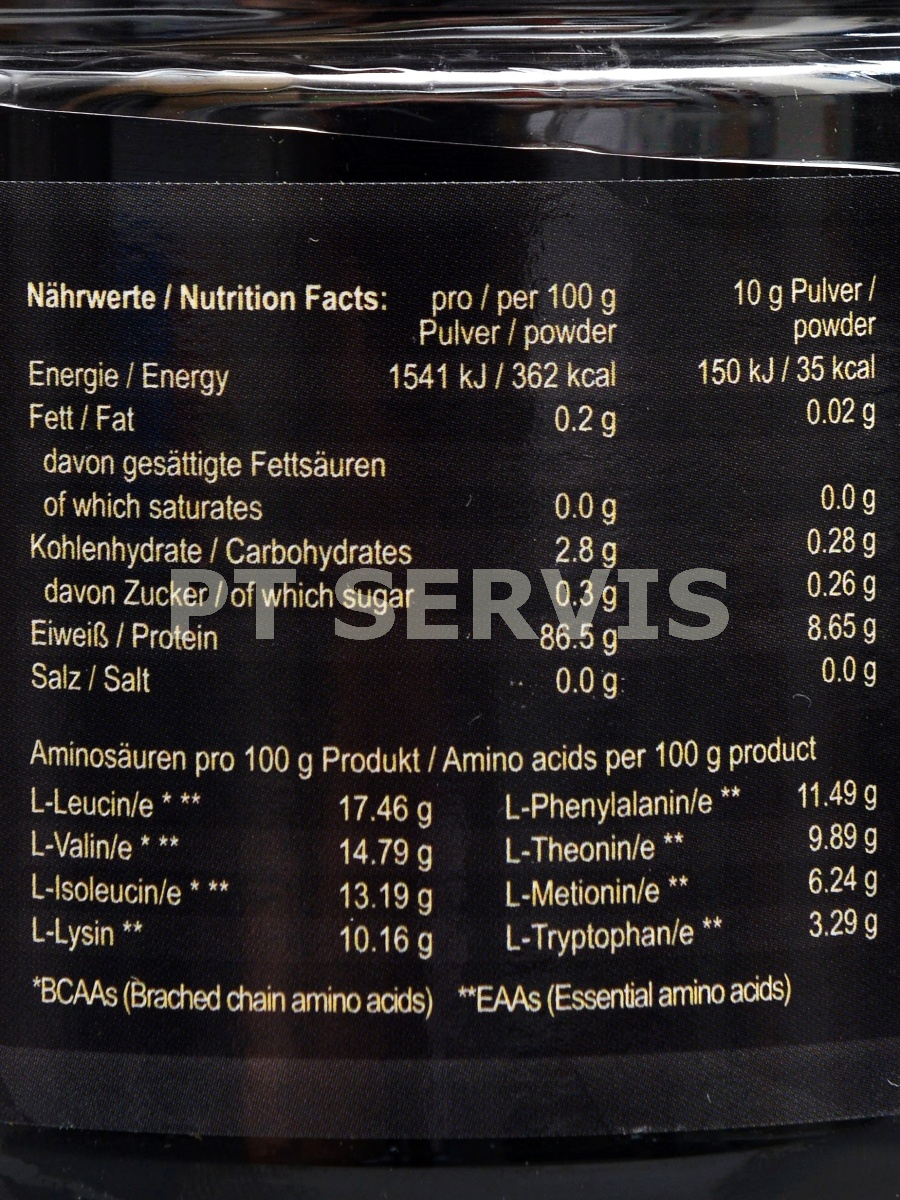 Nährwerte / Nutrition Facts: pro / per 100 g 10 g Pulver /
Pulver / powder powder
Energie / Energy 1541 kJ / 362 kcal 150 kJ / 35 kcal
Fett / Fat 0.2 g 0.02 g
davon gesättigte Fettsäuren
of which saturates 0.0 g 0.0 g
Kohlenhydrate / Carbohydrates 2.8 g 0.28 g
davon Zucker / of which sugar 0.3 g 0.26 g
PT SERVIS
Eiweiß / Protein 86.5 g 8.65 g
Salz / Salt 0.0 g 0.0 g
Aminosäuren pro 100 g Produkt / Amino acids per 100 g product
L-Leucin/e * ** 17.46 g L-Phenylalanin/e ** 11.49 g
L-Valin/e * ** 14.79 g L-Theonin/e ** 9.89 g
L-Isoleucin/e * ** 13.19 g L-Metionin/e ** 6.24 g
L-Lysin ** 10.16 g L-Tryptophan/e ** 3.29 g
*BCAAs (Brached chain amino acids) **EAAs (Essential amino acids)